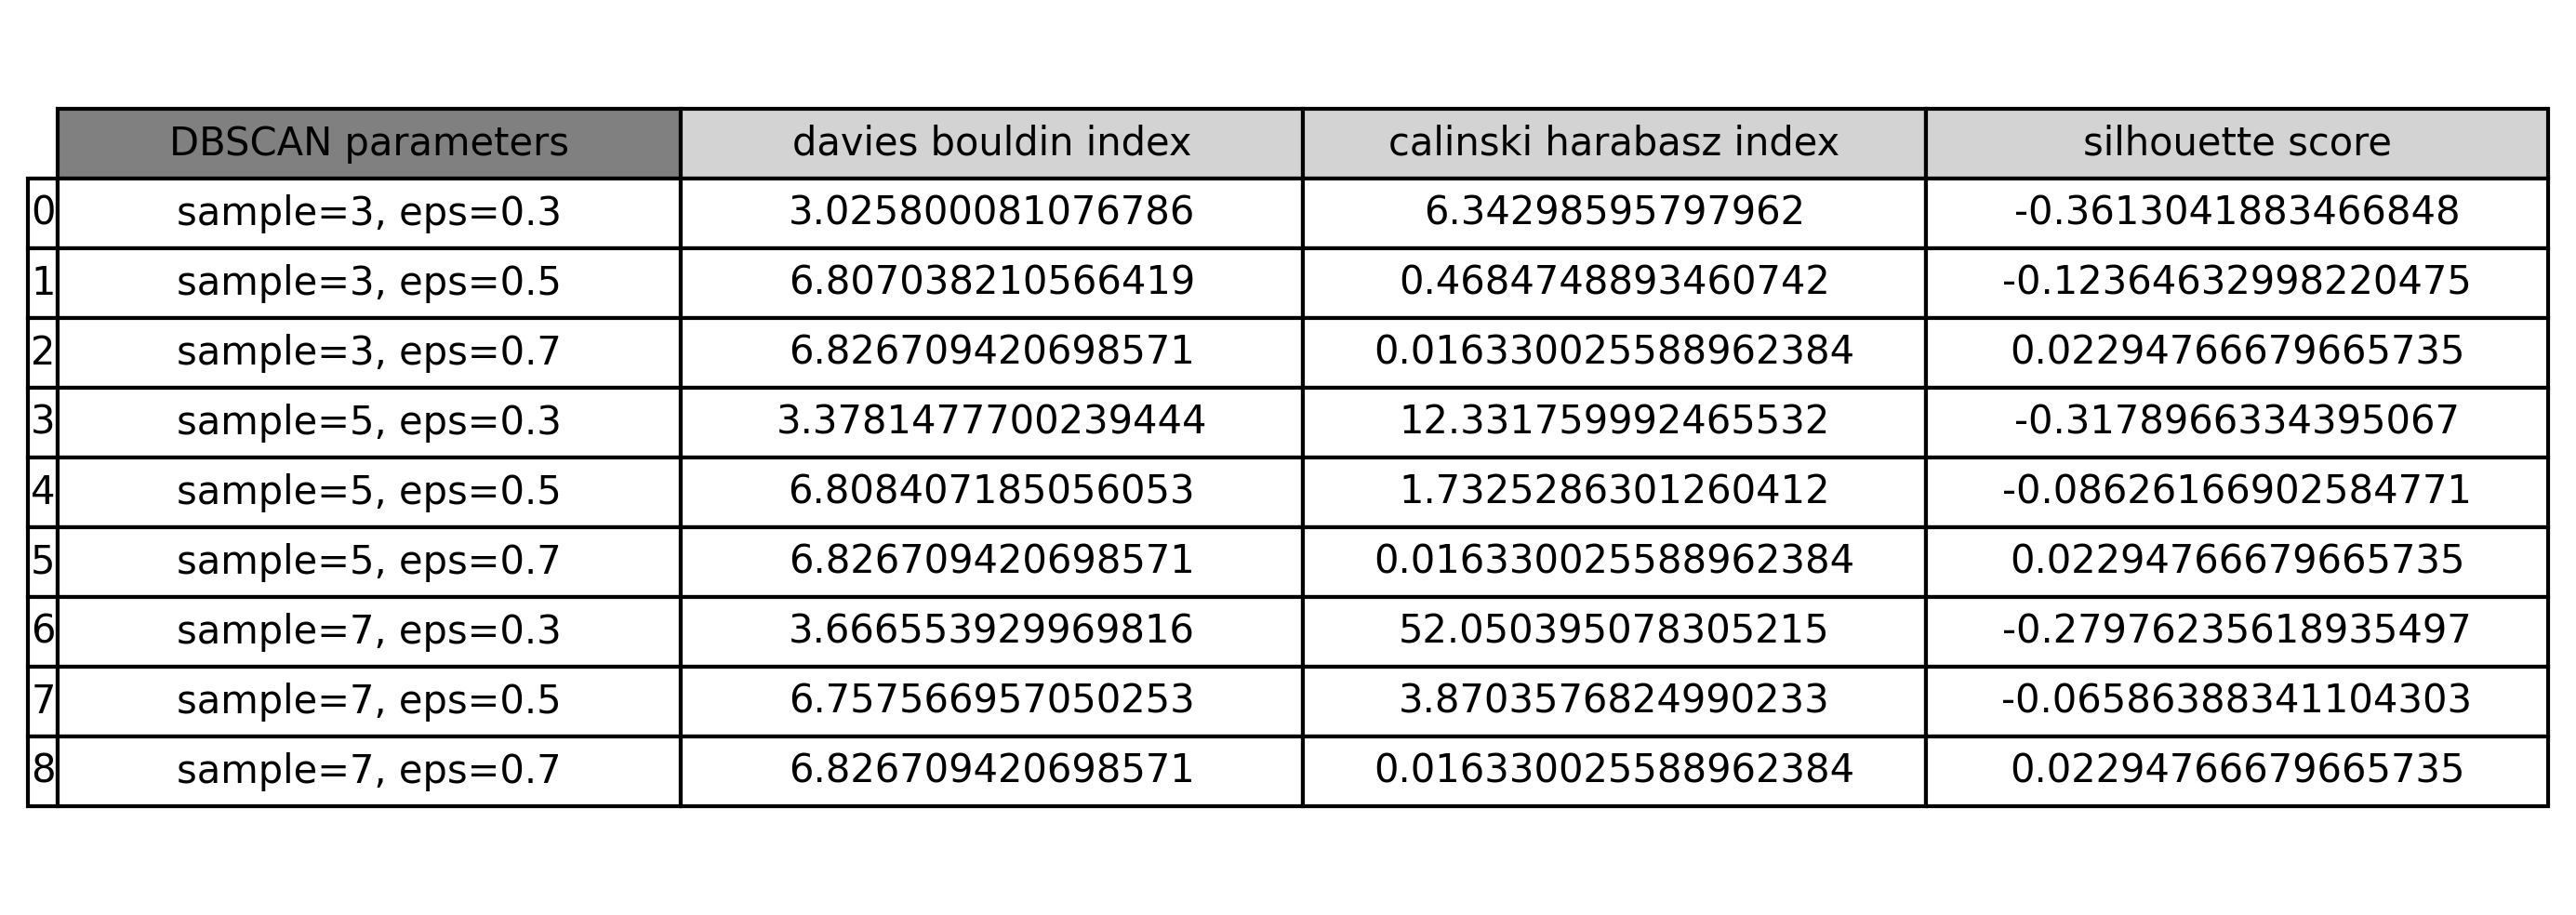 DBSCAN parameters davies bouldin index calinski harabasz index silhouette score
0 sample=3, eps=0.3 3.025800081076786 6.34298595797962 -0.3613041883466848
1 sample=3, eps=0.5 6.807038210566419 0.4684748893460742 -0.12364632998220475
2 sample=3, eps=0.7 6.826709420698571 0.016330025588962384 0.02294766679665735
3 sample=5, eps=0.3 3.3781477700239444 12.331759992465532 -0.3178966334395067
4 sample=5, eps=0.5 6.808407185056053 1.7325286301260412 -0.08626166902584771
5 sample=5, eps=0.7 6.826709420698571 0.016330025588962384 0.02294766679665735
6 sample=7, eps=0.3 3.666553929969816 52.050395078305215 -0.27976235618935497
7 sample=7, eps=0.5 6.757566957050253 3.8703576824990233 -0.06586388341104303
8 sample=7, eps=0.7 6.826709420698571 0.016330025588962384 0.02294766679665735